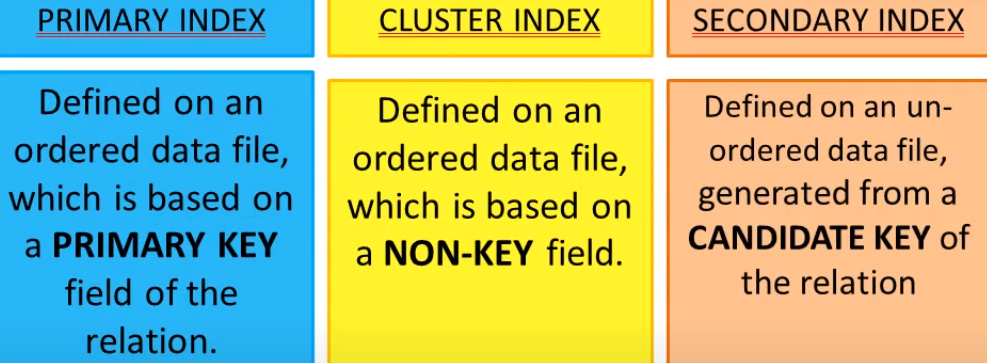 PRIMARY INDEX
Defined on an
ordered data file,
which is based on
a PRIMARY KEY
field of the
relation.
CLUSTER INDEX
Defined on an
ordered data file,
which is based on
a NON-KEY field.
SECONDARY INDEX
Defined on an un-
ordered data file,
generated from a
CANDIDATE KEY of
the relation